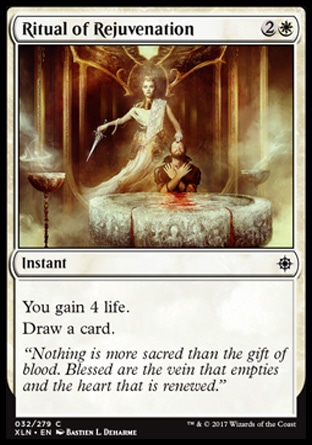 Ritual of Rejuvenation 2
Instant
You gain 4 life.
Draw a card.
“Nothing is more sacred than the gift of
blood. Blessed are the vein that empties
and the heart that is renewed.”
032/279 C
XLN • EN Bastien L. Deharme
™ & © 2017 Wizards of the Coast